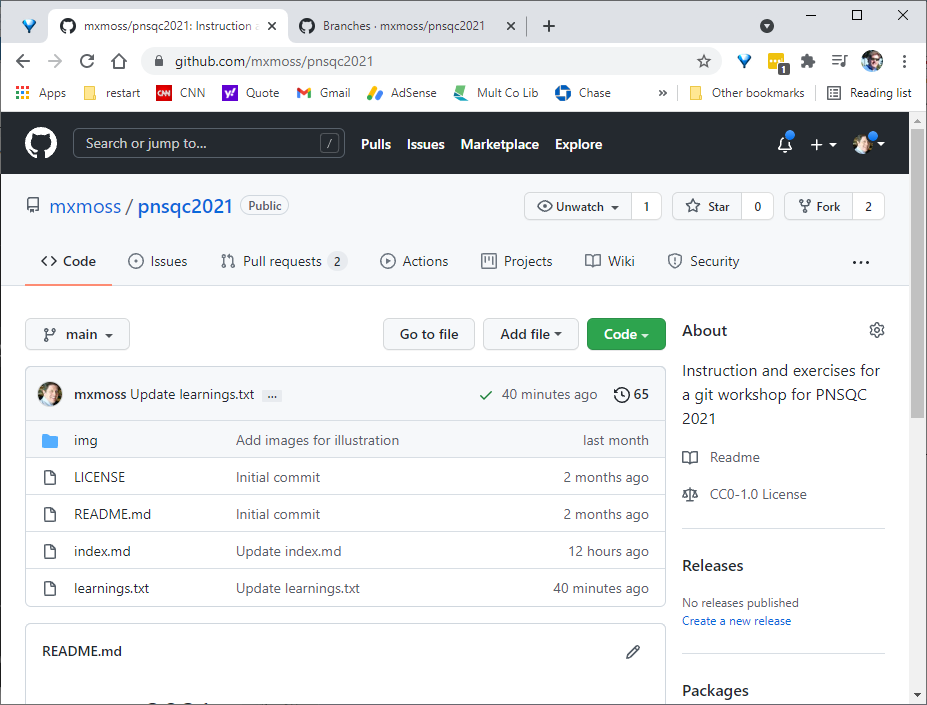 mxmoss/pnsqc2021: Instruction a
Branches · mxmoss/pnsqc2021
github.com/mxmoss/pnsqc2021
1
Apps restart CNN CNN Quote Gmail AdSense Mult Co Lib Chase » Other bookmarks Reading list
Search or jump to... /
Pulls Issues Marketplace Explore
mxmoss / pnsqc2021 Public
Unwatch 1 Star 0 Fork 2
Code Issues Pull requests 2 Actions Projects Wiki Security ...
main Go to file Add file Code
mxmoss Update learnings.txt ... 40 minutes ago 65
img Add images for illustration last month
LICENSE Initial commit 2 months ago
README.md Initial commit 2 months ago
index.md Update index.md 12 hours ago
learnings.txt Update learnings.txt 40 minutes ago
README.md
About
Instruction and exercises for
a git workshop for PNSQC
2021
Readme
CC0-1.0 License
Releases
No releases published
Create a new release
Packages